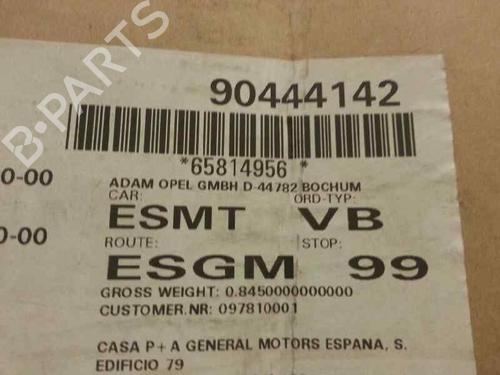 90444142
B-PARTS
*65814956 *
0-00
ADAM OPEL GMBH D-44782 BOCHUM
CAR: ORD-TYP:
ESMT VB
0-00
ROUTE: STOP:
ESGM 99
GROSS WEIGHT: 0.8450000000000
CUSTOMER.NR: 097810001
CASA P+A GENERAL MOTORS ESPANA, S.
EDIFICIO 79